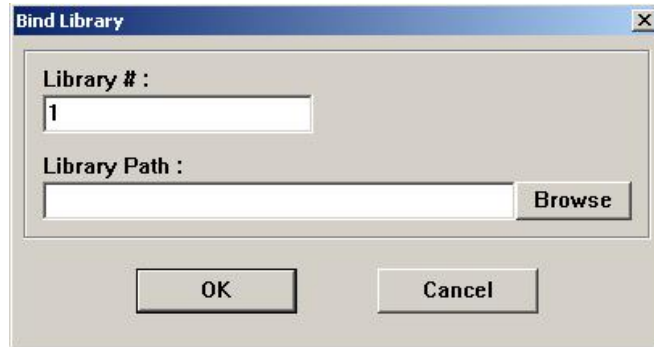 Bind Library
Library # :
1
Library Path :
Browse
OK Cancel